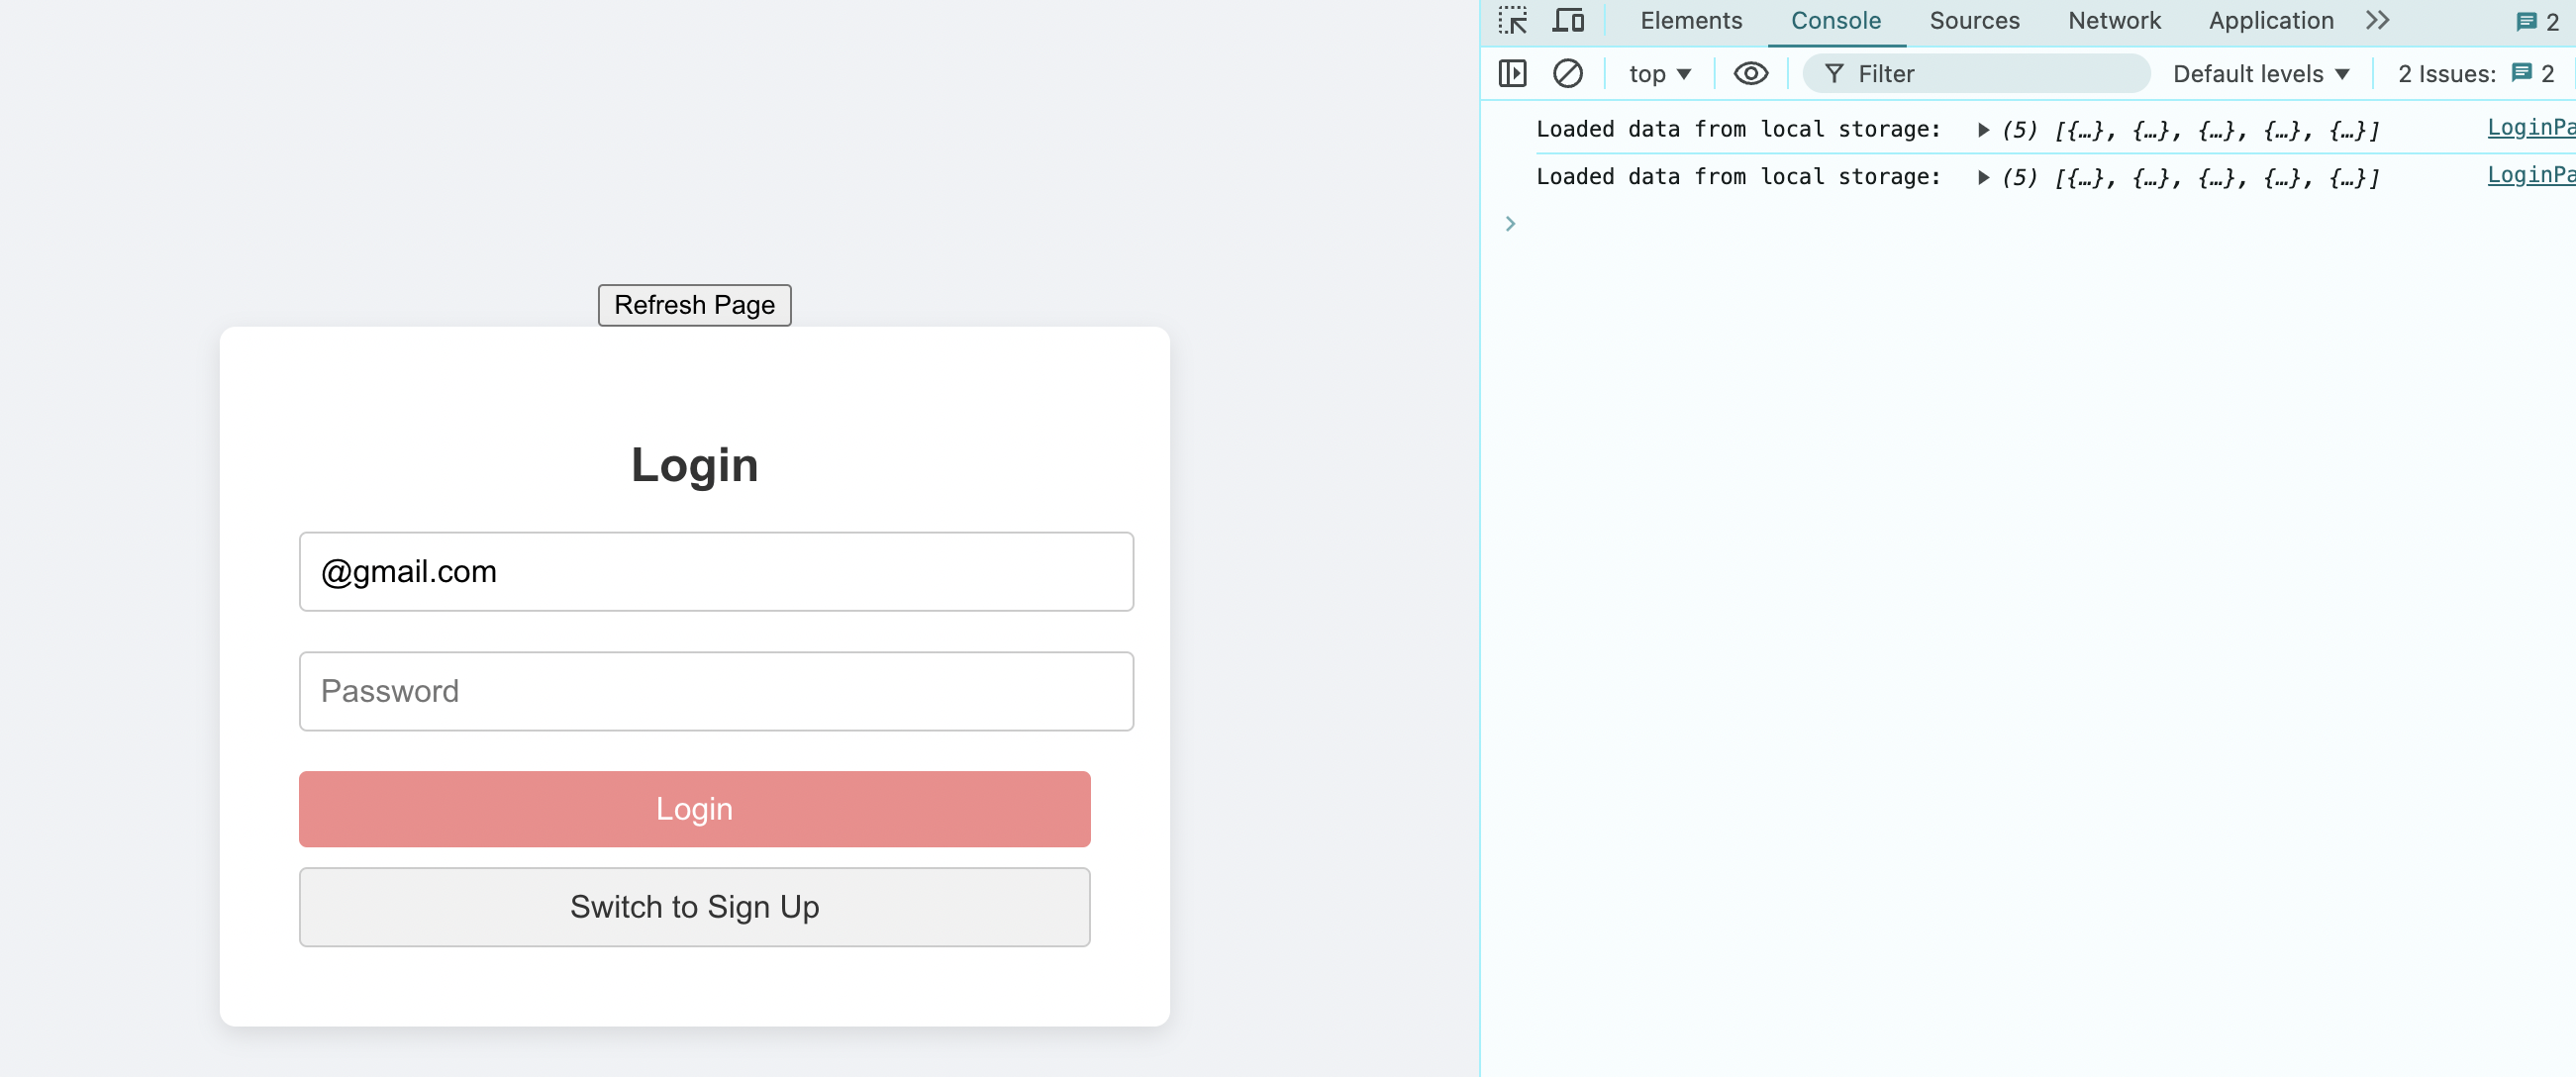 Refresh Page
Login
@gmail.com
Password
Login
Switch to Sign Up
Elements Console Sources Network Application 2
top Filter Default levels 2 Issues: 2
Loaded data from local storage: (5) [{…}, {…}, {…}, {…}, {…}] LoginPa
Loaded data from local storage: (5) [{…}, {…}, {…}, {…}, {…}] LoginPa